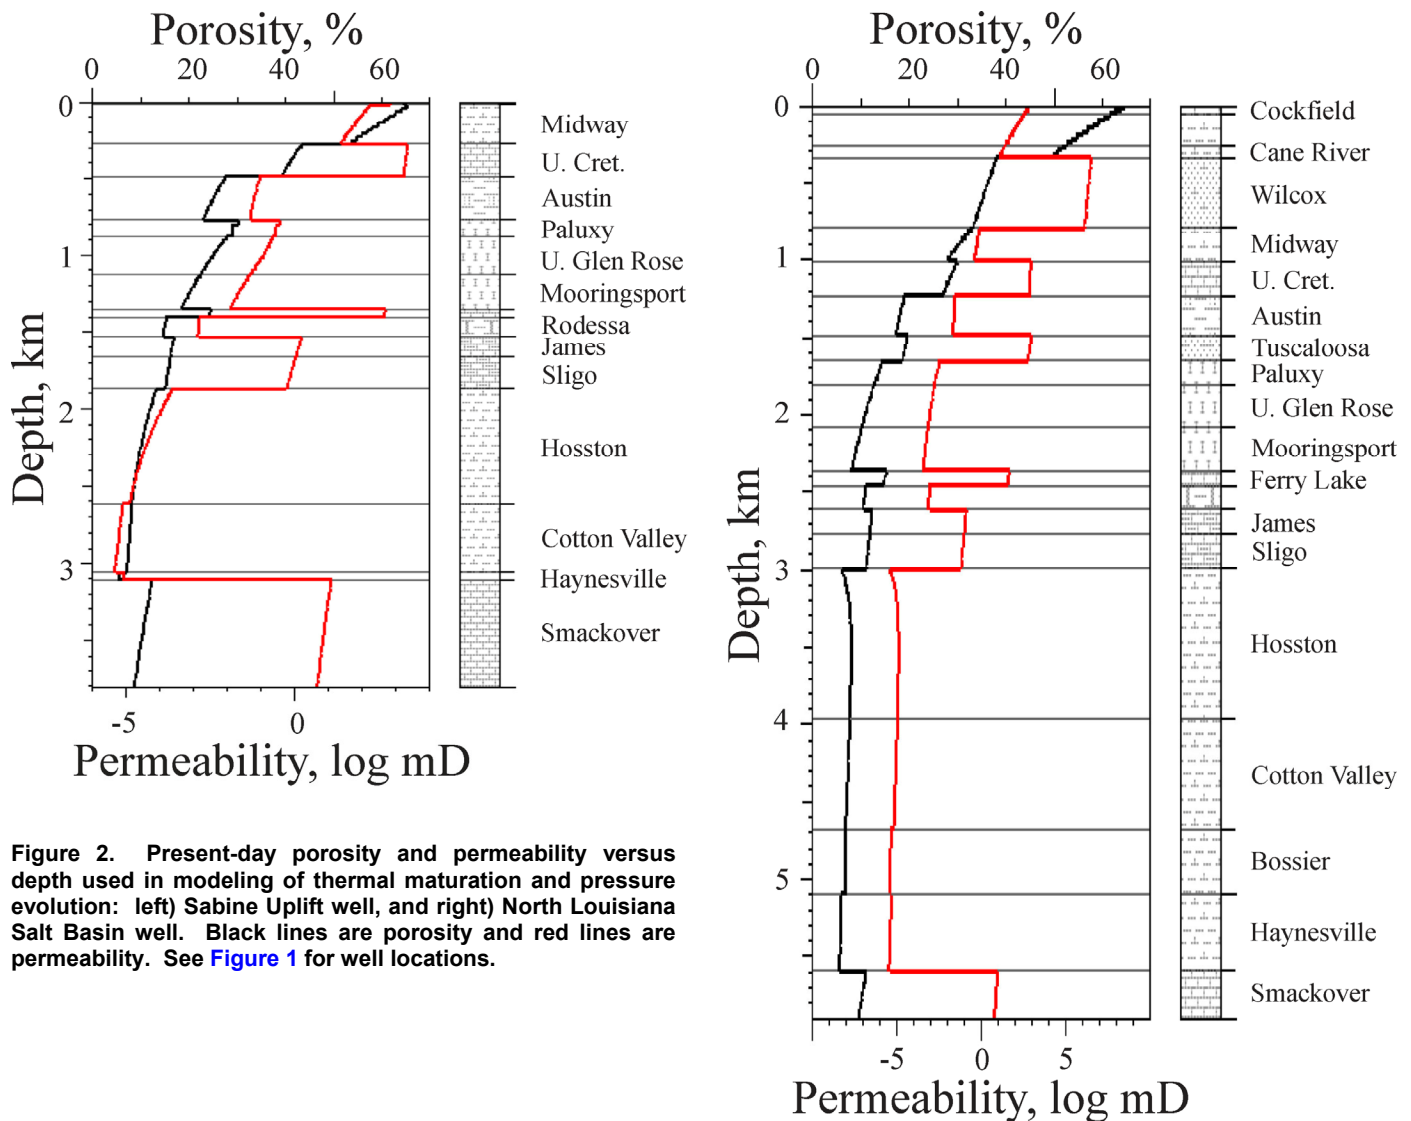 Porosity, %
0 20 40 60
0
1
2
3
Depth, km
Midway
U. Cret.
Austin
Paluxy
U. Glen Rose
Mooringsport
Rodessa
James
Sligo
Hosston
Cotton Valley
Haynesville
Smackover
-5 0
Permeability, log mD
Figure 2. Present-day porosity and permeability versus
depth used in modeling of thermal maturation and pressure
evolution: left) Sabine Uplift well, and right) North Louisiana
Salt Basin well. Black lines are porosity and red lines are
permeability. See Figure 1 for well locations.
Porosity, %
0 20 40 60
0
1
2
3
4
5
Depth, km
Cockfield
Cane River
Wilcox
Midway
U. Cret.
Austin
Tuscaloosa
Paluxy
U. Glen Rose
Mooringsport
Ferry Lake
James
Sligo
Hosston
Cotton Valley
Bossier
Haynesville
Smackover
-5 0 5
Permeability, log mD